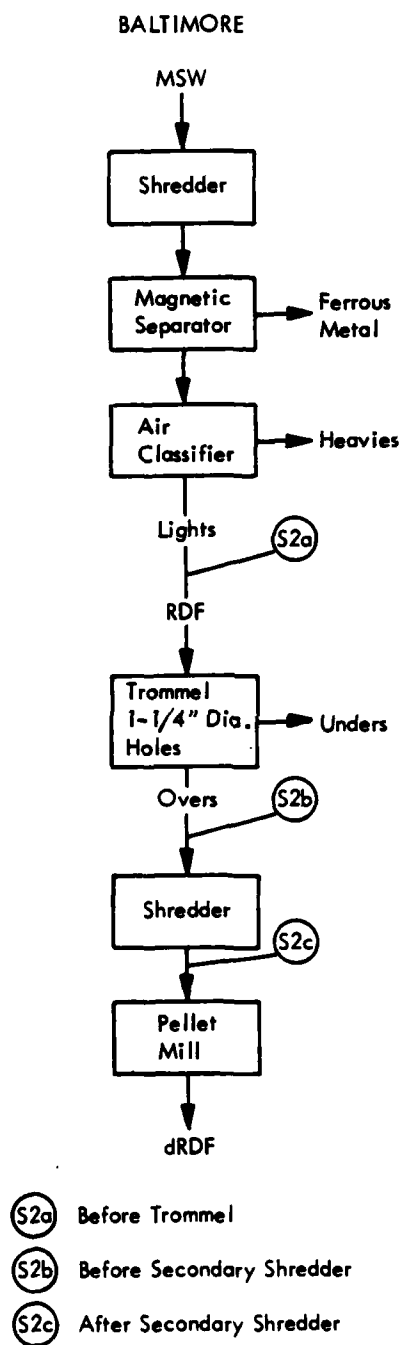 BALTIMORE
MSW
Shredder
Magnetic
Separator
Ferrous
Metal
Air
Classifier
Heavies
Lights
S2a
RDF
Trommel
1-1/4" Dia.
Holes
Unders
Overs
S2b
Shredder
S2c
Pellet
Mill
dRDF
S2a Before Trommel
S2b Before Secondary Shredder
S2c After Secondary Shredder